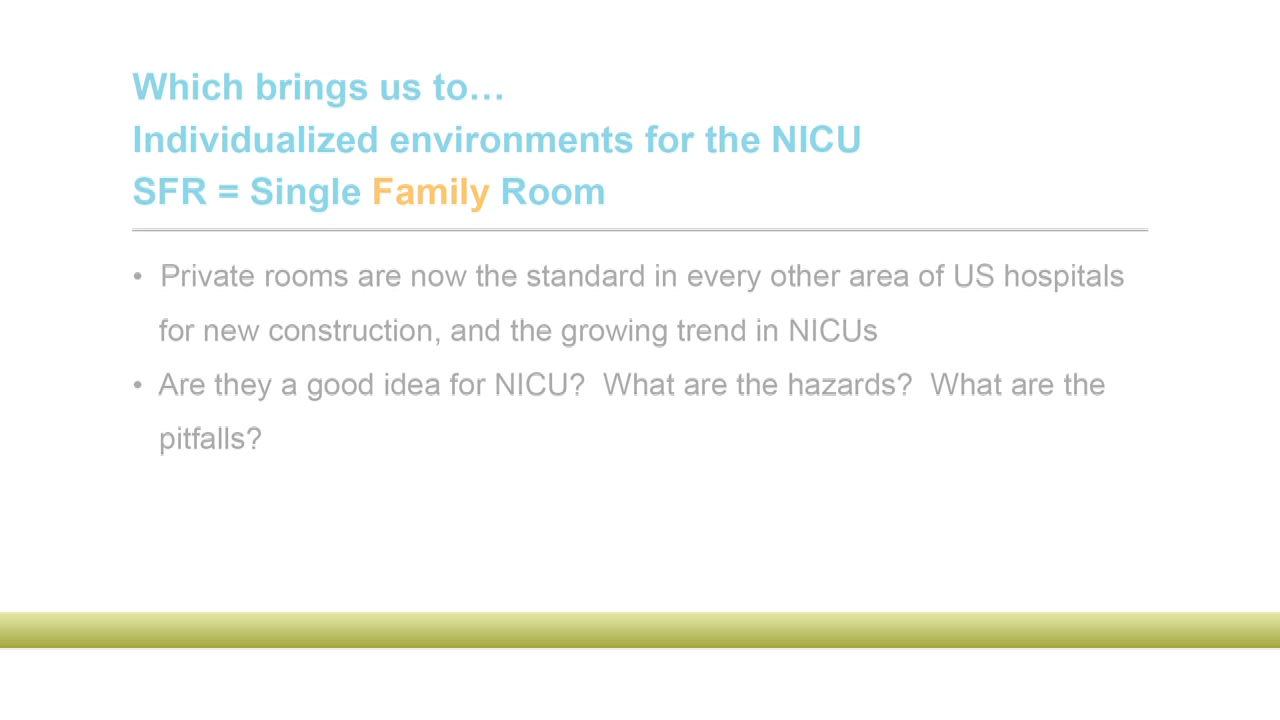 Which brings us to…
Individualized environments for the NICU
SFR = Single Family Room
• Private rooms are now the standard in every other area of US hospitals
for new construction, and the growing trend in NICUs
• Are they a good idea for NICU?  What are the hazards?  What are the
pitfalls?